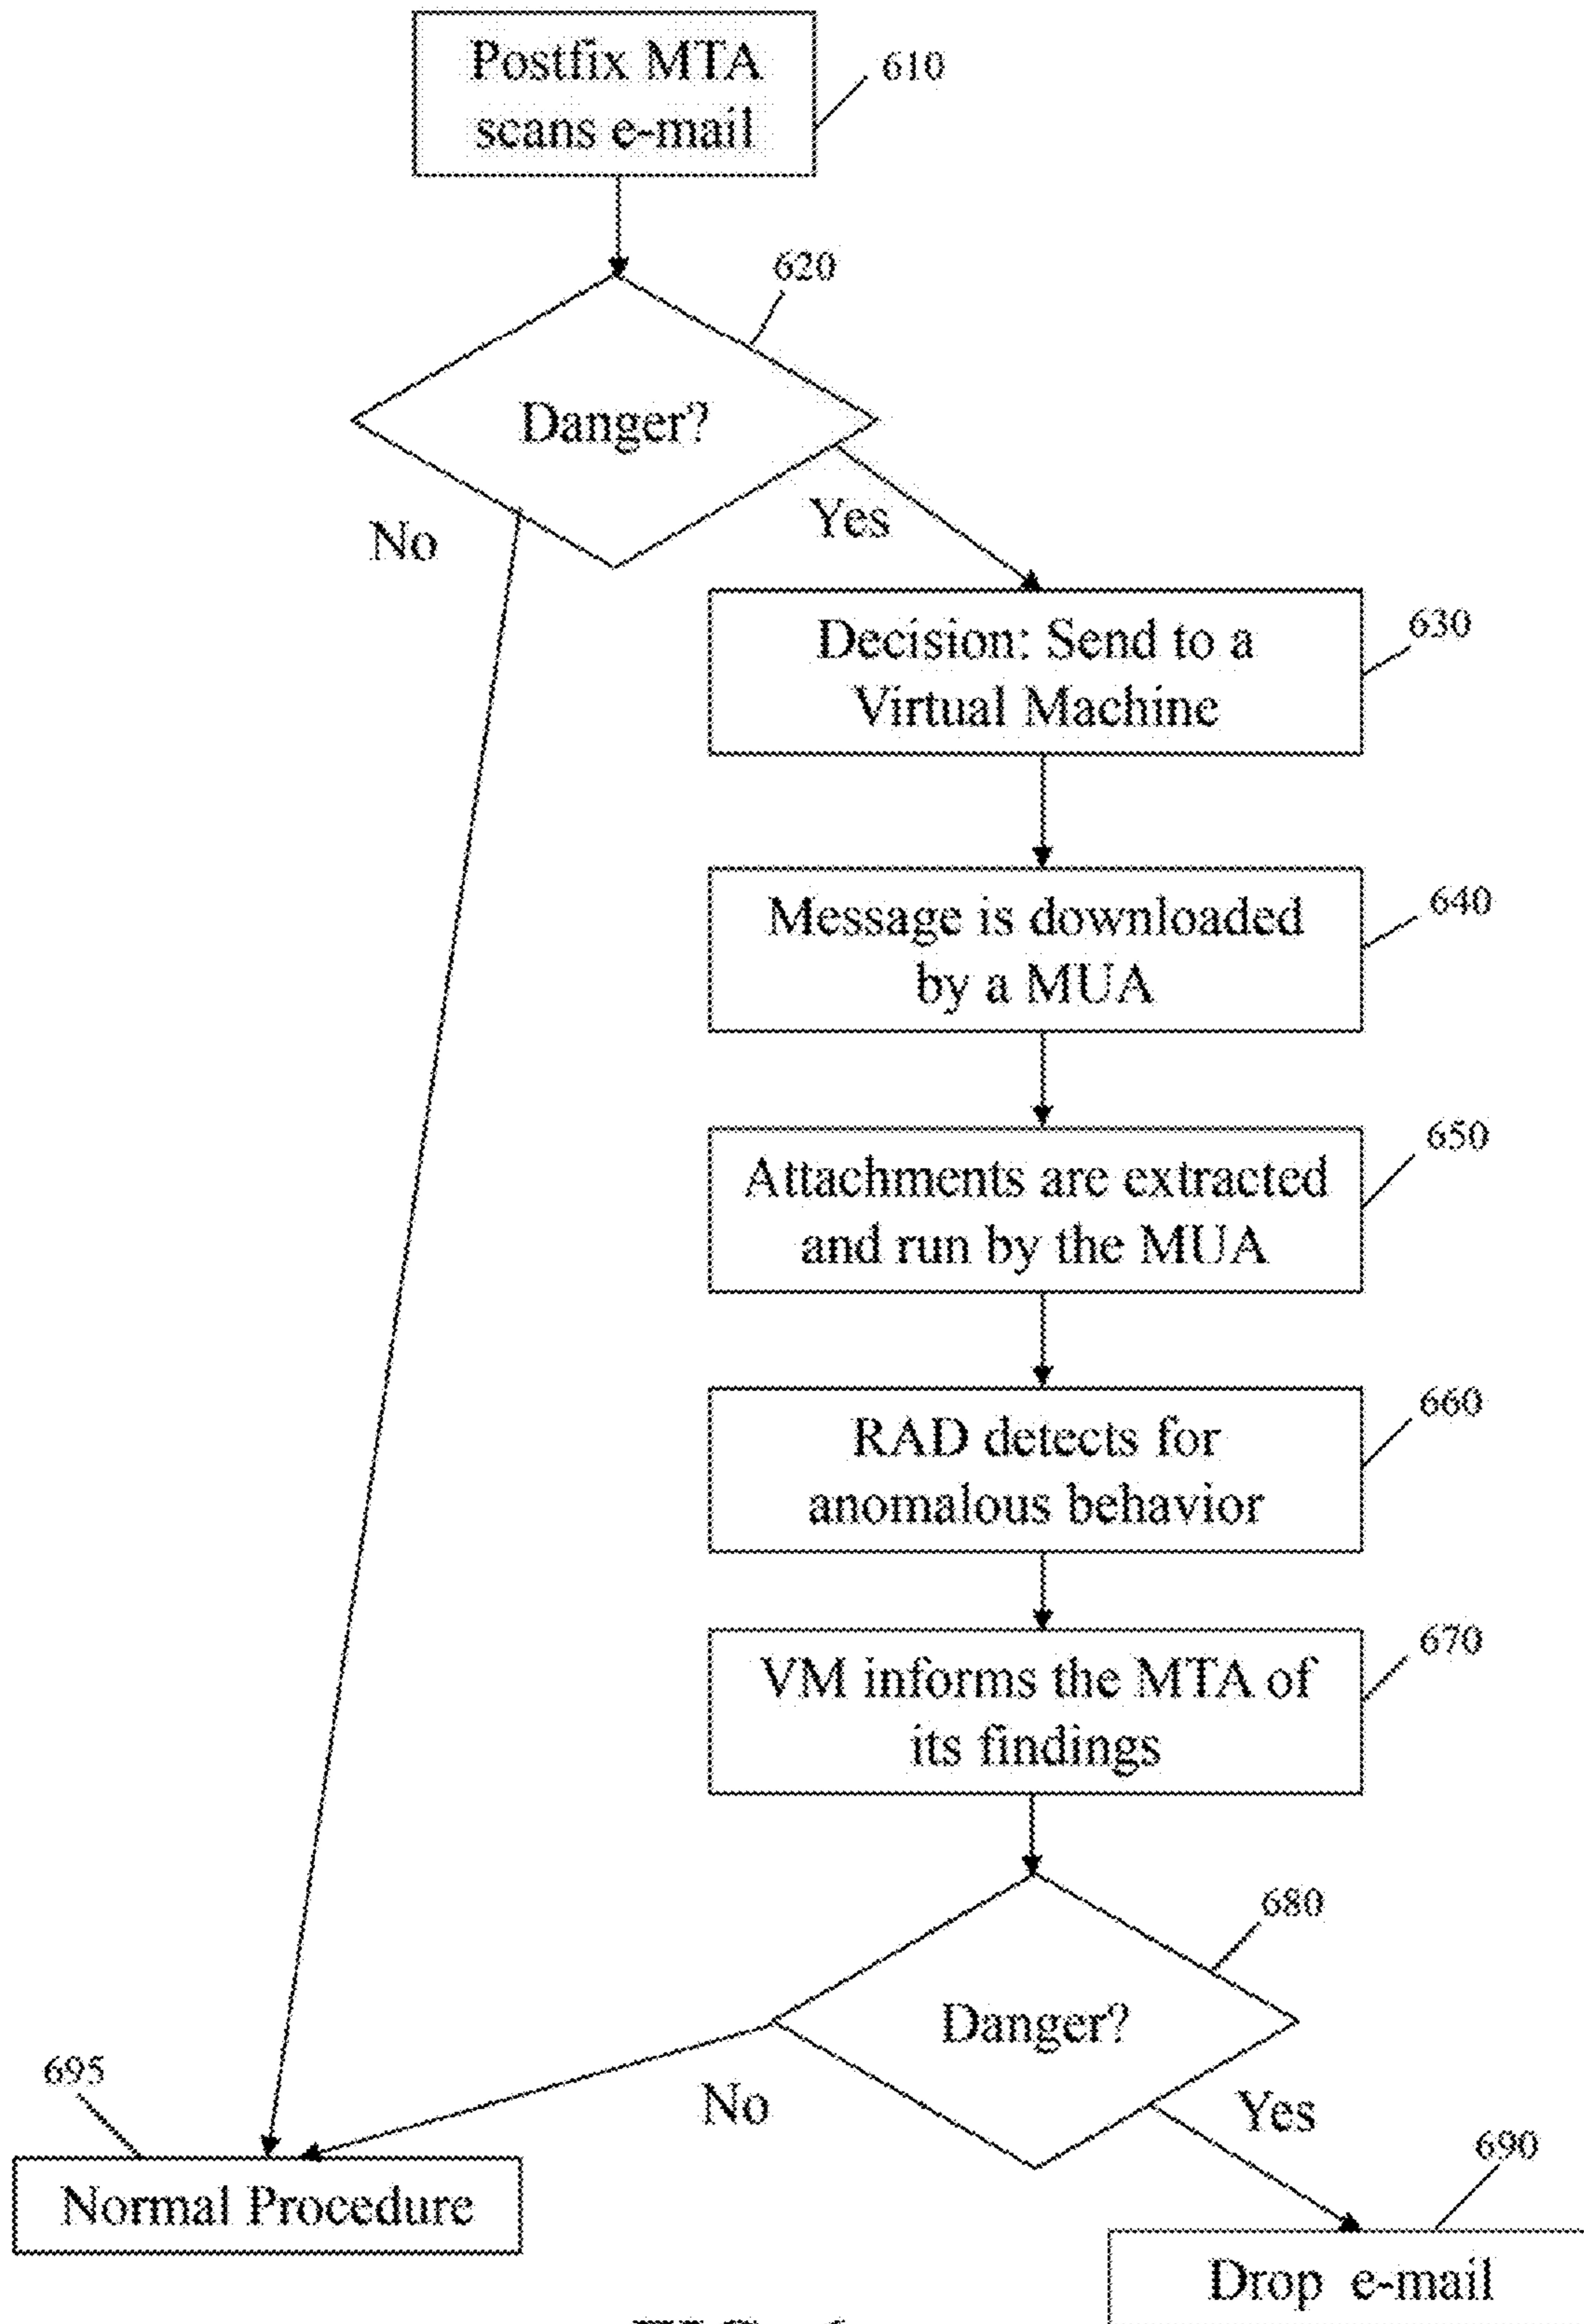 Postfix MTA
scans e-mail
610
620
Danger?
No
Yes
Decision: Send to a
Virtual Machine
630
Message is downloaded
by a MUA
640
Attachments are extracted
and run by the MUA
650
RAD detects for
anomalous behavior
660
VM informs the MTA of
its findings
670
680
Danger?
No
Yes
695
Normal Procedure
690
Drop e-mail